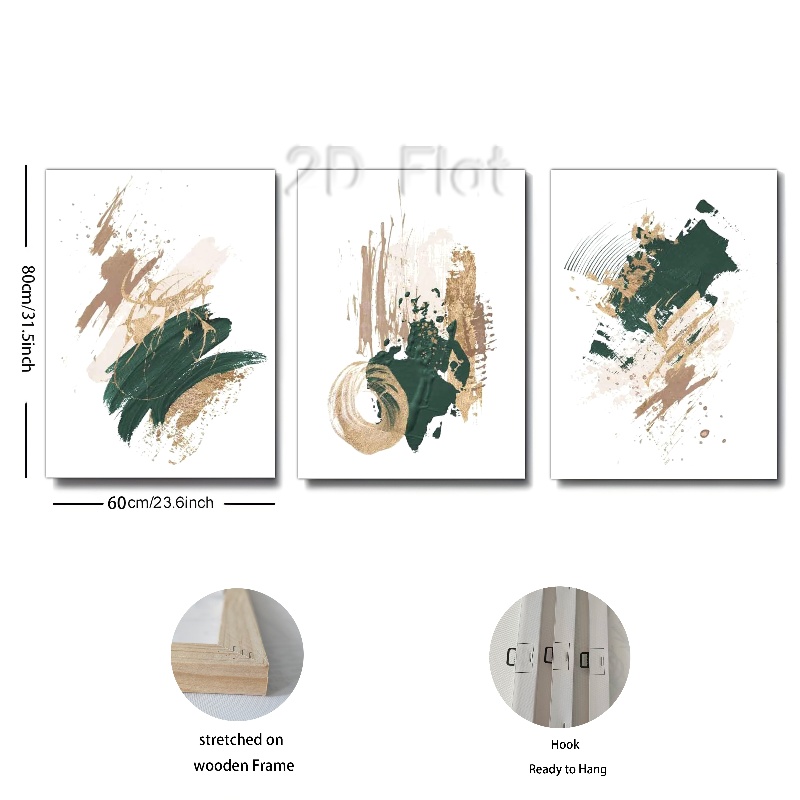 2D Flat
80cm/31.5inch
60cm/23.6inch
stretched on
wooden Frame
Hook
Ready to Hang